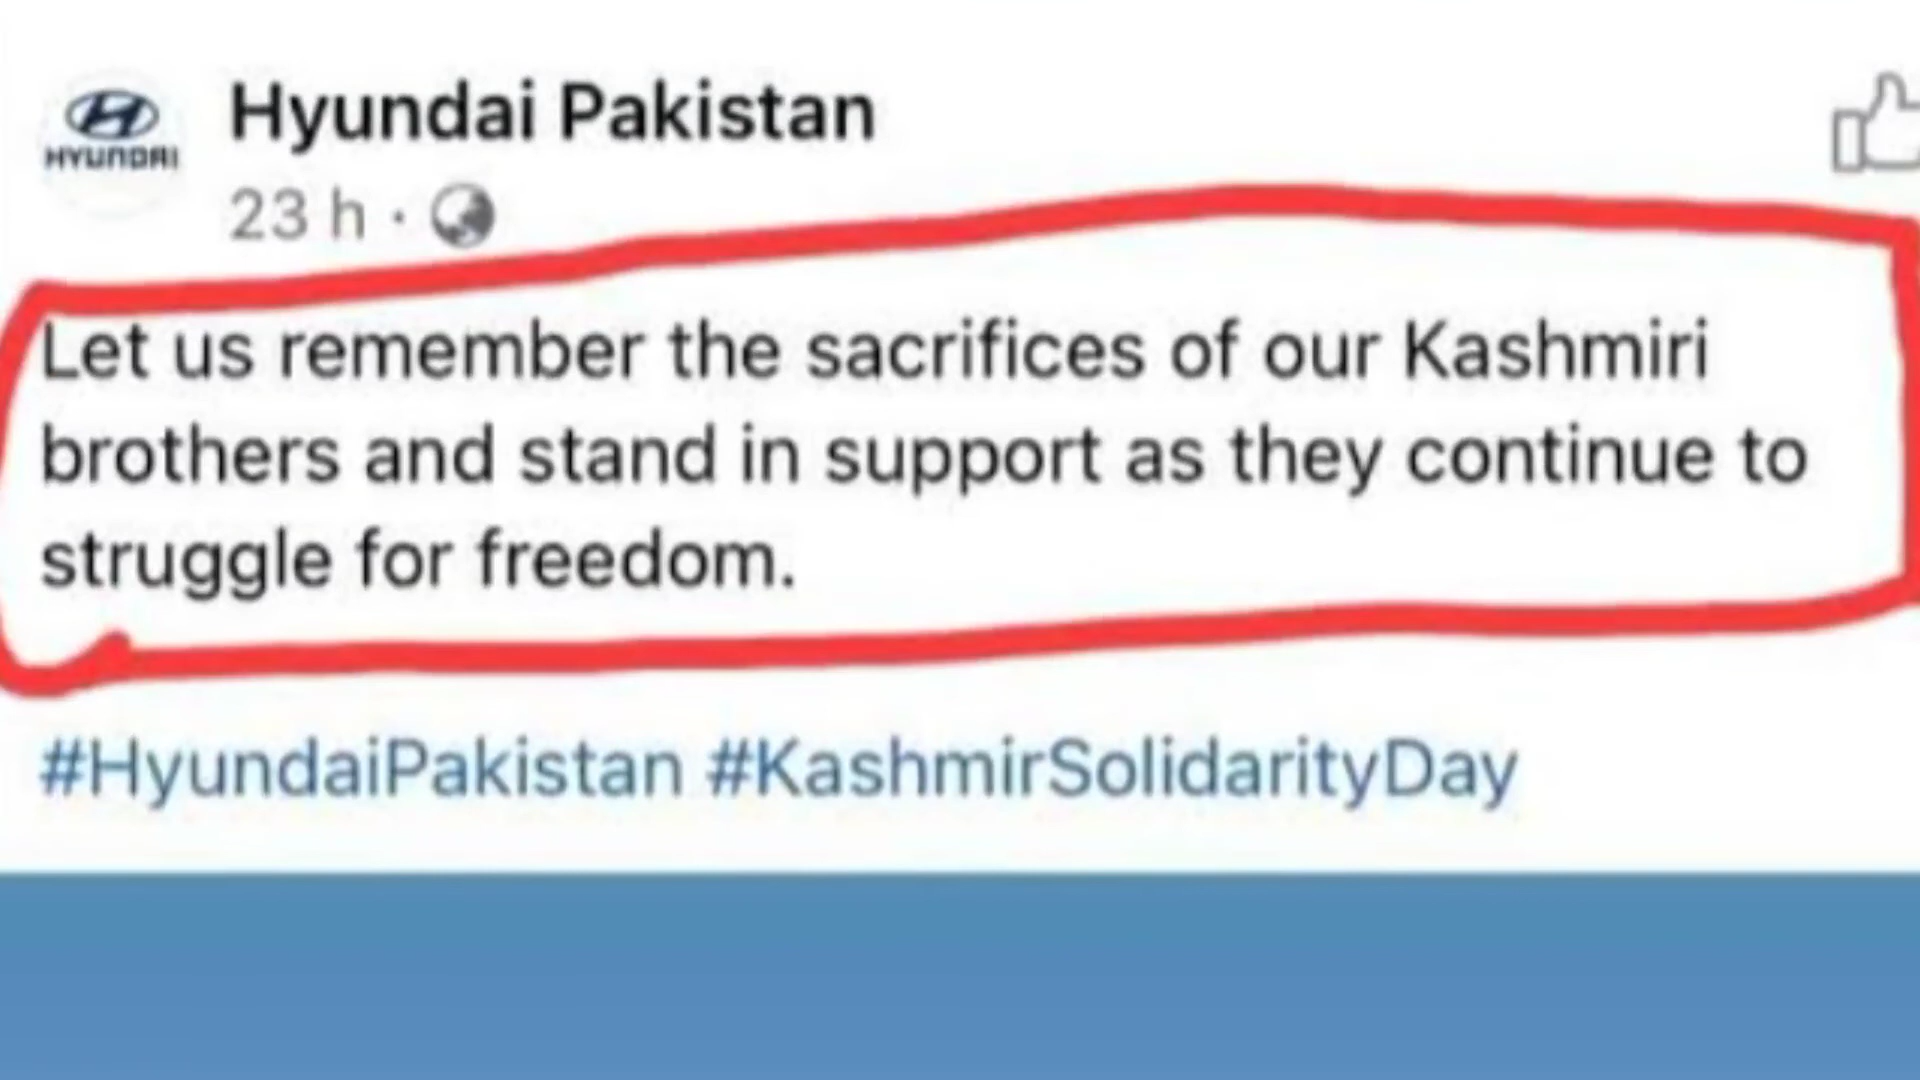 HYUNDAI
Hyundai Pakistan
23 h ·
Let us remember the sacrifices of our Kashmiri
brothers and stand in support as they continue to
struggle for freedom.
#HyundaiPakistan #KashmirSolidarityDay